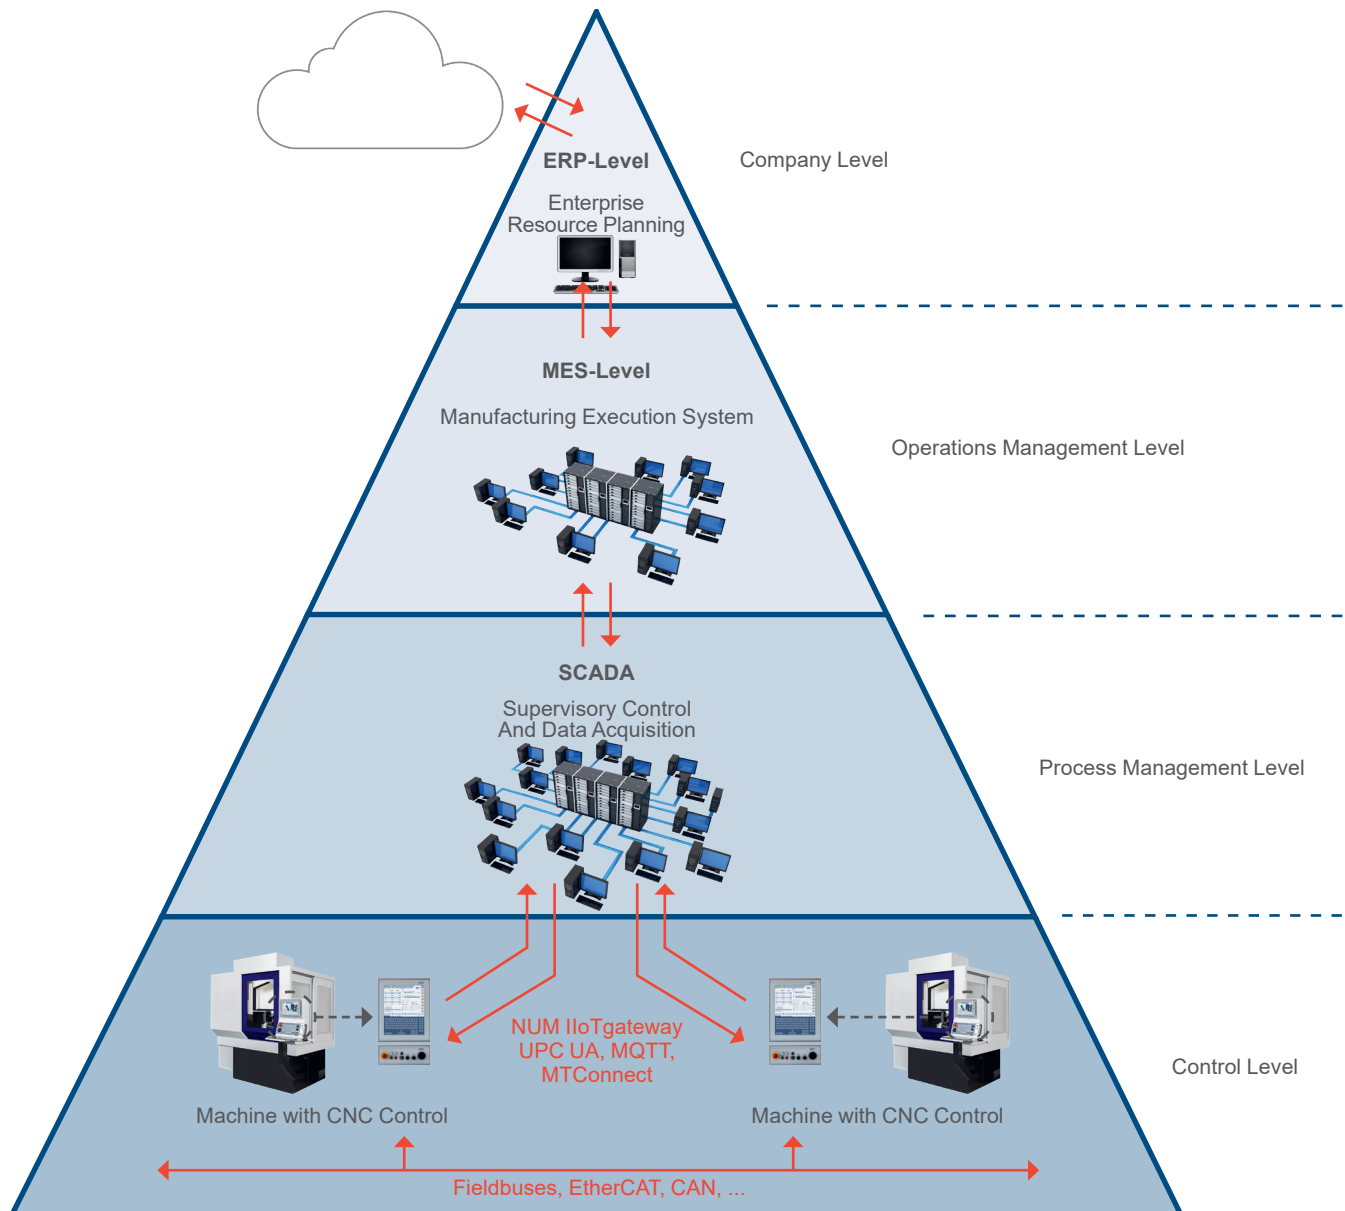 ERP-Level
Company Level
Enterprise
Resource Planning
MES-Level
Manufacturing Execution System
Operations Management Level
SCADA
Supervisory Control
And Data Acquisition
Process Management Level
NUM IIoTgateway
UPC UA, MQTT,
MTConnect
Control Level
Machine with CNC Control
Machine with CNC Control
Fieldbuses, EtherCAT, CAN, ...